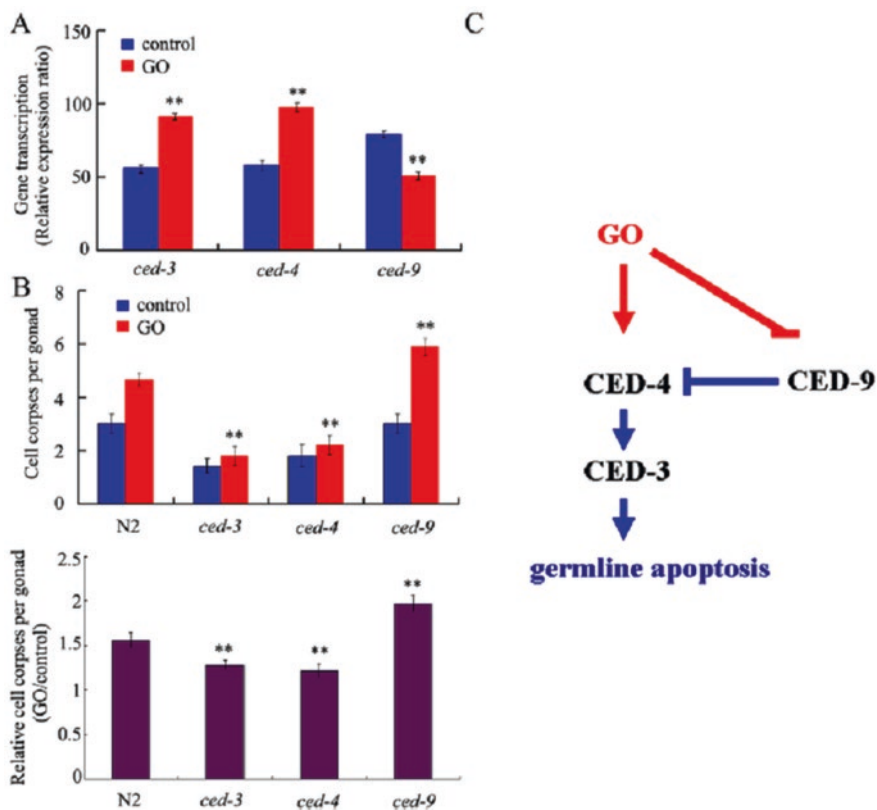 A
150
100
50
0
Gene transcription
(Relative expression ratio)
control
GO
**
**
**
ced-3 ced-4 ced-9
B
8
6
4
2
0
Cell corpses per gonad
control
GO
**
**
**
N2 ced-3 ced-4 ced-9
2.5
2
1.5
1
0.5
0
Relative cell corpses per gonad
(GO/control)
**
**
**
N2 ced-3 ced-4 ced-9
C
GO
CED-4 CED-9
CED-3
germline apoptosis